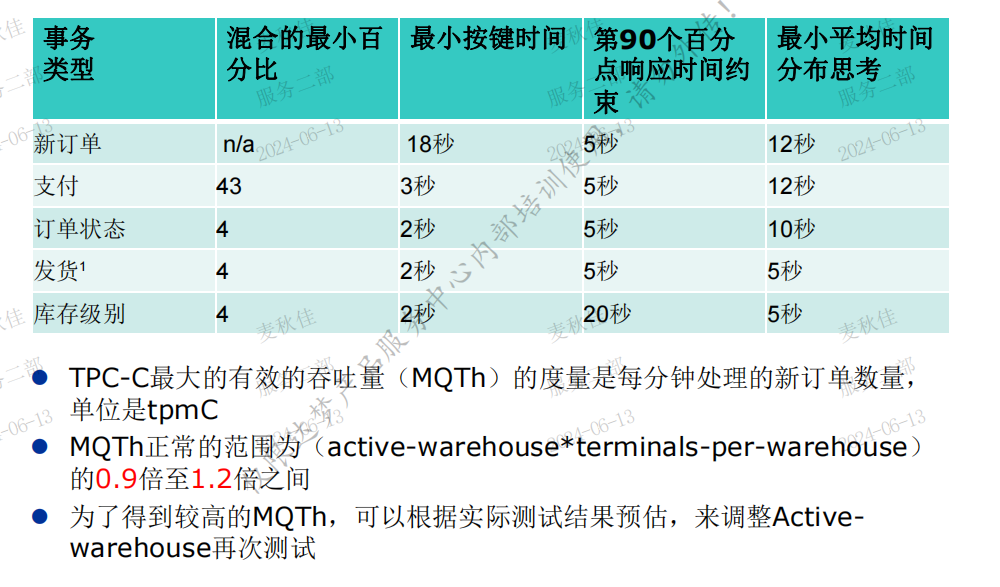 事务 类型
混合的最小百分比
最小按键时间
第90个百分点响应时间约束
最小平均时间分布思考
新订单 n/a 18秒 5秒 12秒
支付 43 3秒 5秒 12秒
订单状态 4 2秒 5秒 10秒
发货¹ 4 2秒 5秒 5秒
库存级别 4 2秒 20秒 5秒
TPC-C最大的有效的吞吐量（MQTh）的度量是每分钟处理的新订单数量，
单位是tpmC
MQTh正常的范围为（active-warehouse*terminals-per-warehouse）
的0.9倍至1.2倍之间
为了得到较高的MQTh，可以根据实际测试结果预估，来调整Active-
warehouse再次测试
麦秋佳
服务二部
2024-06-13